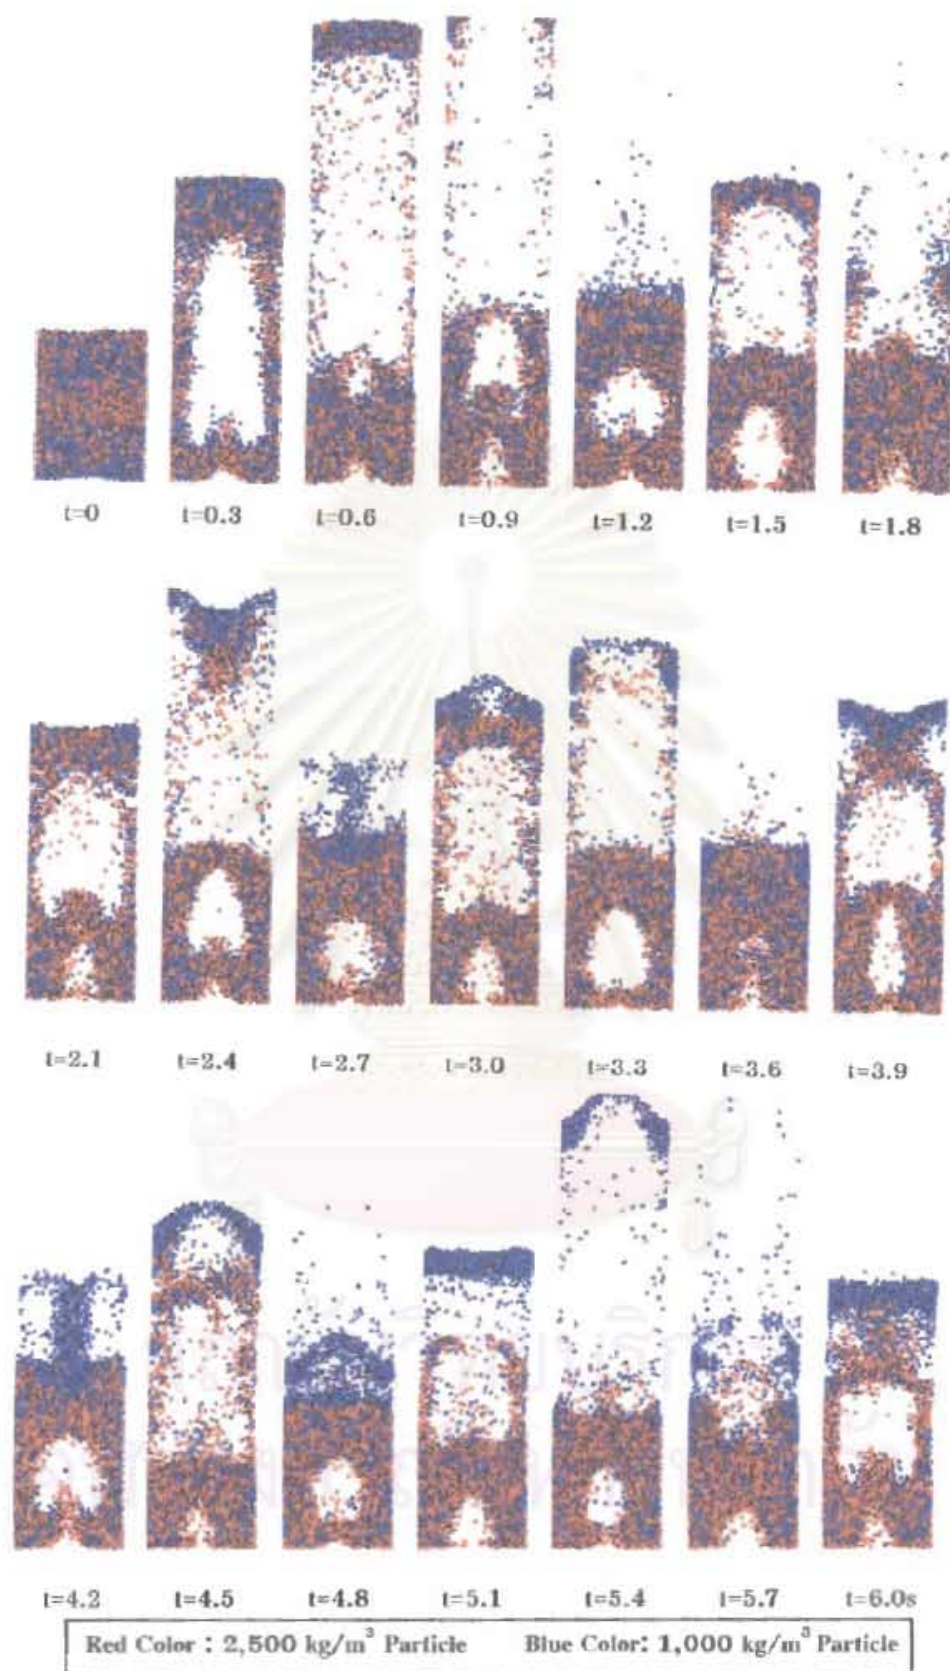 t=0 t=0.3 t=0.6 t=0.9 t=1.2 t=1.5 t=1.8
t=2.1 t=2.4 t=2.7 t=3.0 t=3.3 t=3.6 t=3.9
t=4.2 t=4.5 t=4.8 t=5.1 t=5.4 t=5.7 t=6.0s
Red Color : 2,500 kg/m³ Particle Blue Color: 1,000 kg/m³ Particle